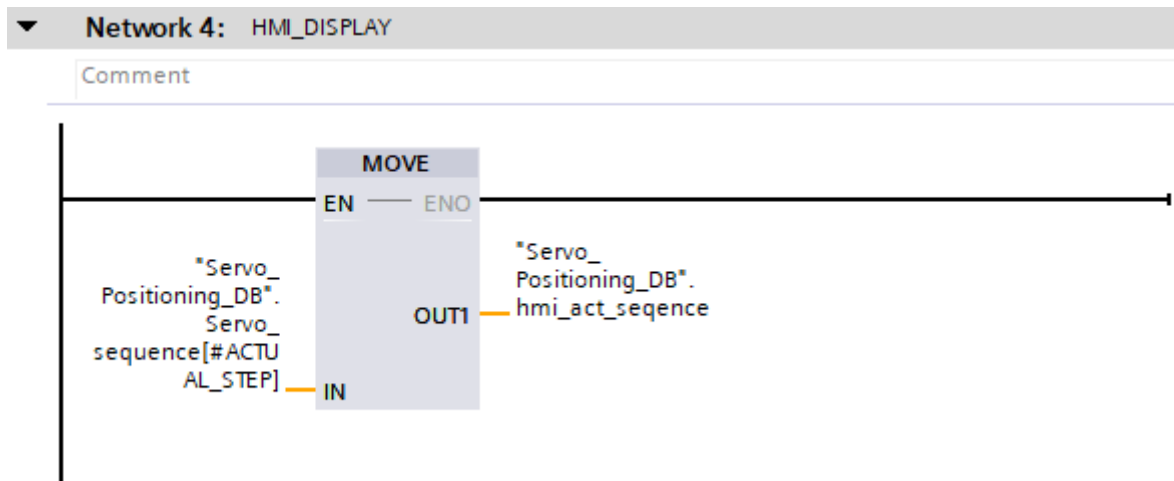 Network 4: HMI_DISPLAY
Comment
MOVE
EN ENO
"Servo_
Positioning_DB".
Servo_
sequence[#ACTU
AL_STEP]
IN
OUT1
"Servo_
Positioning_DB".
hmi_act_seqence